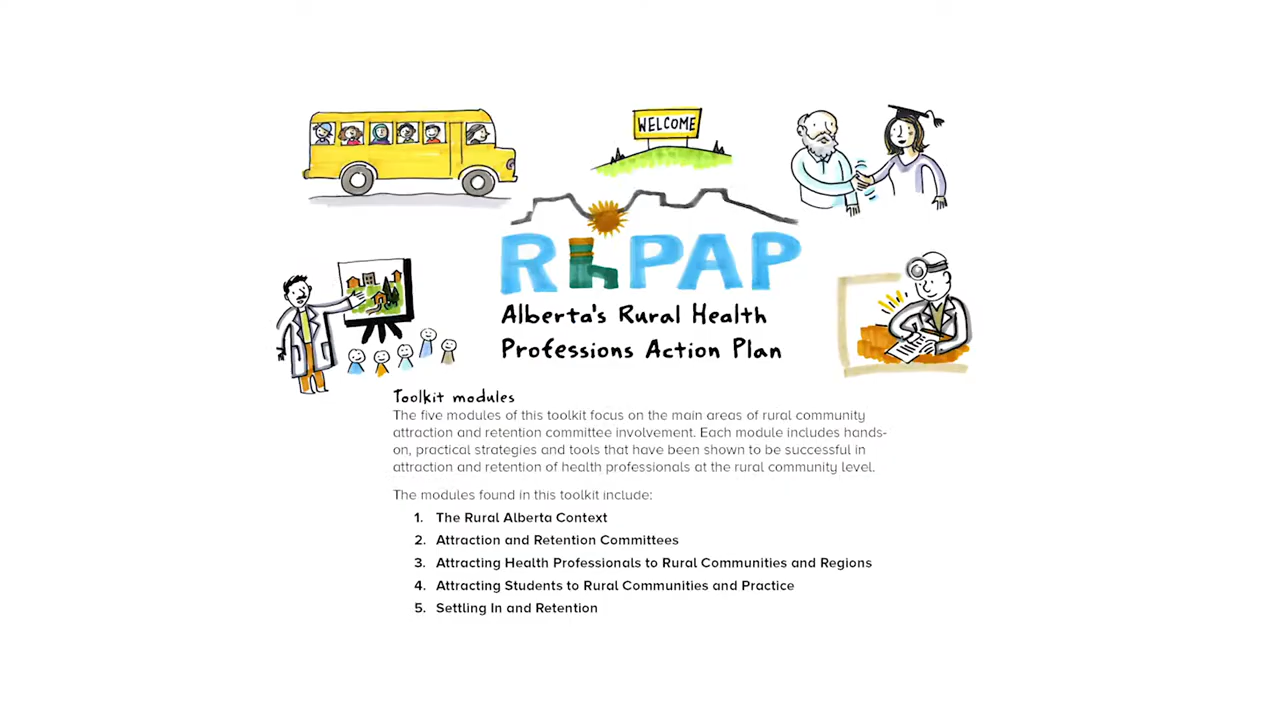 WELCOME
RhPAP
Alberta's Rural Health
Professions Action Plan
Toolkit modules
The five modules of this toolkit focus on the main areas of rural community
attraction and retention committee involvement. Each module includes hands-
on, practical strategies and tools that have been shown to be successful in
attraction and retention of health professionals at the rural community level.
The modules found in this toolkit include:
1. The Rural Alberta Context
2. Attraction and Retention Committees
3. Attracting Health Professionals to Rural Communities and Regions
4. Attracting Students to Rural Communities and Practice
5. Settling In and Retention